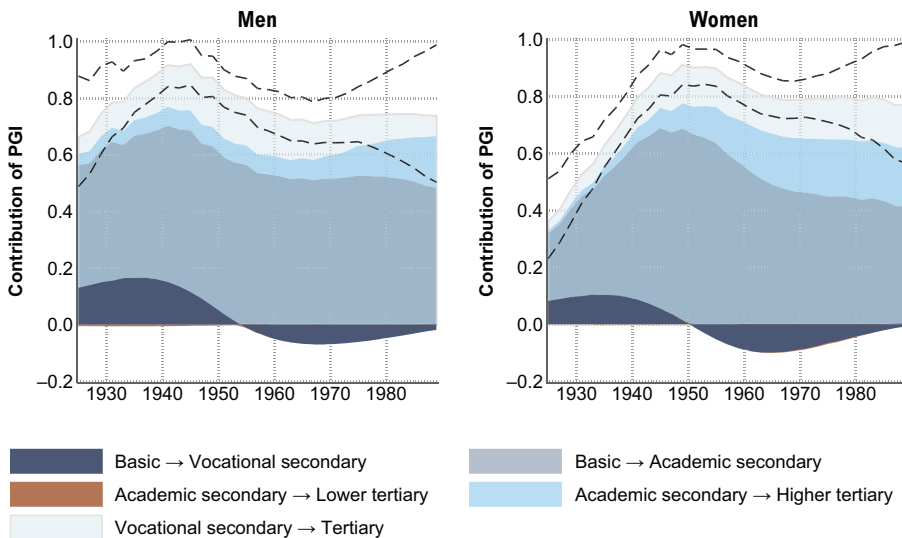 Men
Women
Contribution of PGI
1.0
0.8
0.6
0.4
0.2
0.0
–0.2
1930 1940 1950 1960 1970 1980
Contribution of PGI
1.0
0.8
0.6
0.4
0.2
0.0
–0.2
1930 1940 1950 1960 1970 1980
Basic → Vocational secondary
Basic → Academic secondary
Academic secondary → Lower tertiary
Academic secondary → Higher tertiary
Vocational secondary → Tertiary